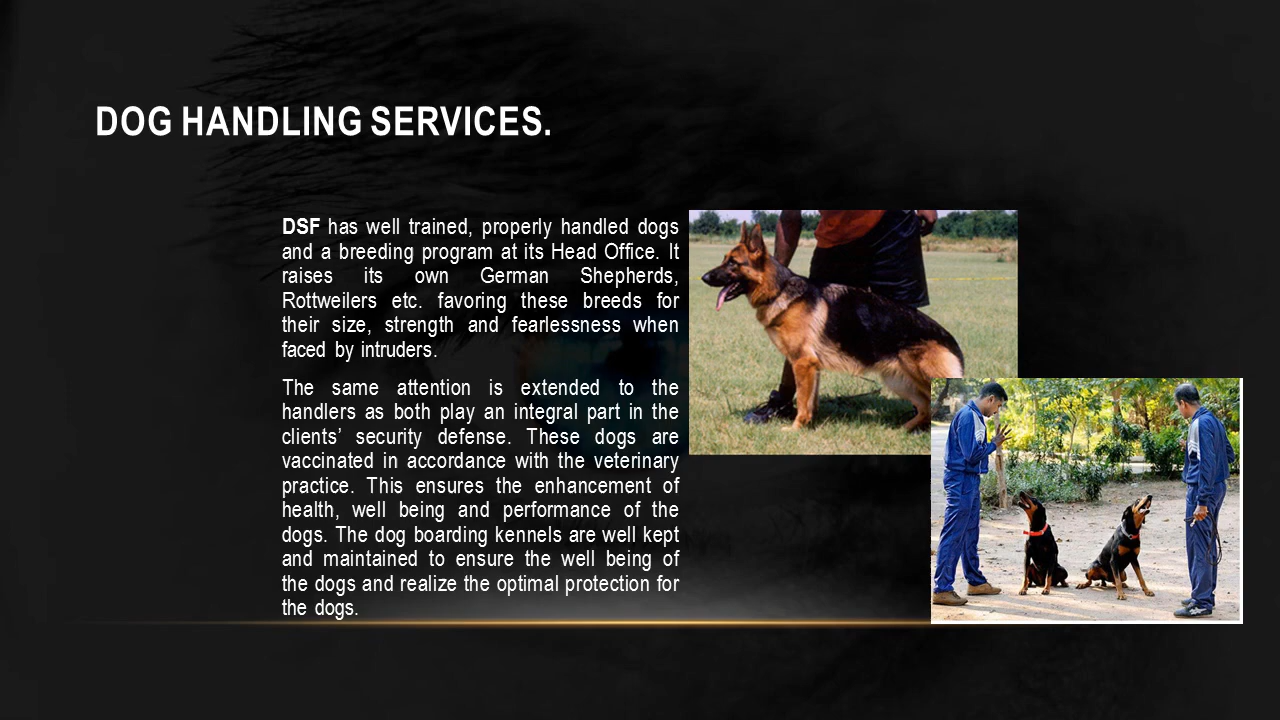 DOG HANDLING SERVICES.
DSF has well trained, properly handled dogs
and a breeding program at its Head Office. It
raises its own German Shepherds,
Rottweilers etc. favoring these breeds for
their size, strength and fearlessness when
faced by intruders.
The same attention is extended to the
handlers as both play an integral part in the
clients’ security defense. These dogs are
vaccinated in accordance with the veterinary
practice. This ensures the enhancement of
health, well being and performance of the
dogs. The dog boarding kennels are well kept
and maintained to ensure the well being of
the dogs and realize the optimal protection for
the dogs.